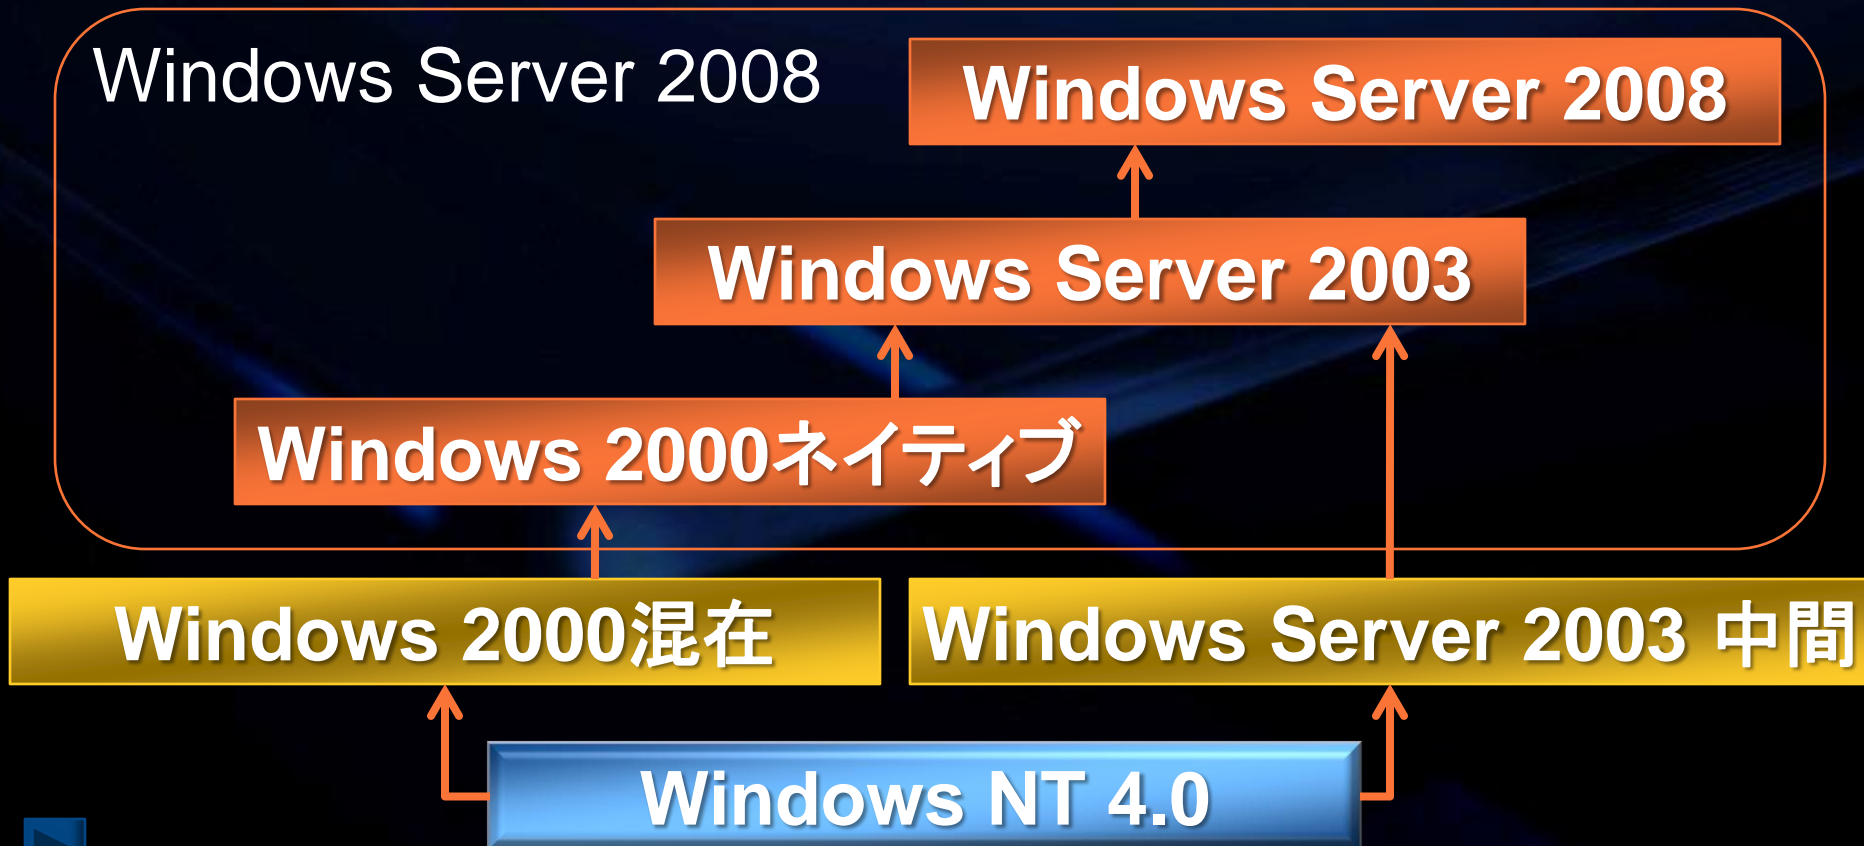 Windows Server 2008
Windows Server 2008
Windows Server 2003
Windows 2000ネイティブ
Windows 2000混在
Windows Server 2003 中間
Windows NT 4.0